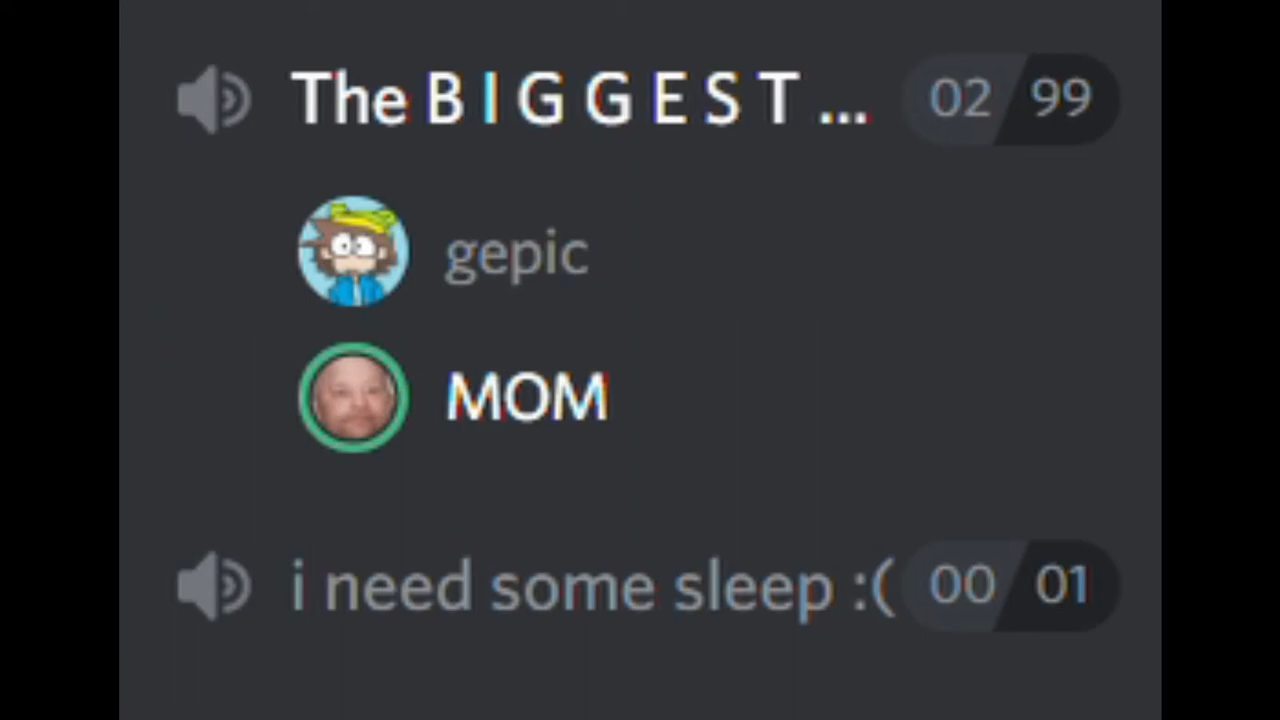 The B I G G E S T ... 02 99
gepic
MOM
i need some sleep :( 00 01